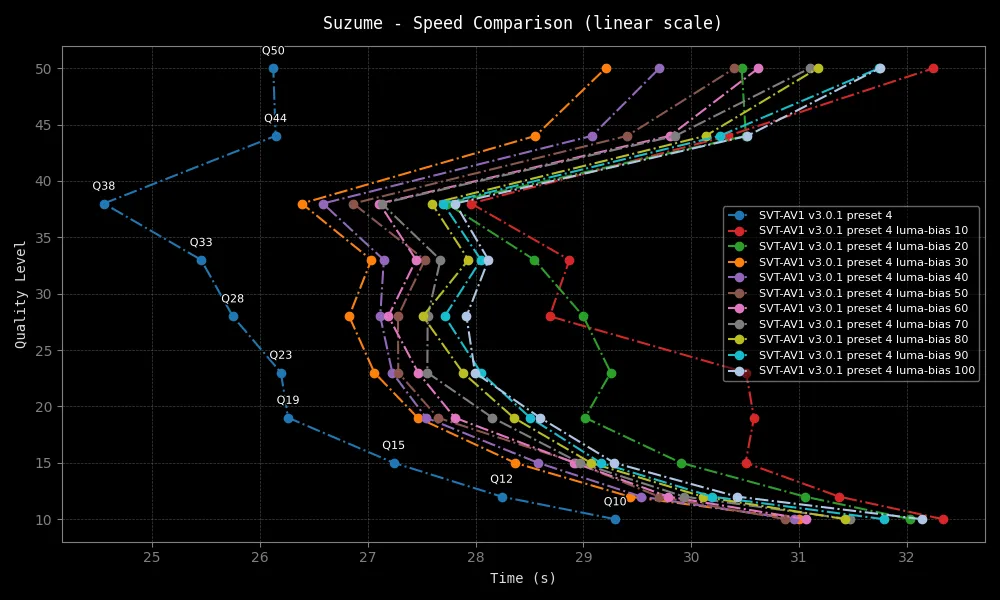 Suzume - Speed Comparison (linear scale)
Quality Level
50
45
40
35
30
25
20
15
10
Q50
Q44
Q38
Q33
Q28
Q23
Q19
Q15
Q12
Q10
SVT-AV1 v3.0.1 preset 4
SVT-AV1 v3.0.1 preset 4 luma-bias 10
SVT-AV1 v3.0.1 preset 4 luma-bias 20
SVT-AV1 v3.0.1 preset 4 luma-bias 30
SVT-AV1 v3.0.1 preset 4 luma-bias 40
SVT-AV1 v3.0.1 preset 4 luma-bias 50
SVT-AV1 v3.0.1 preset 4 luma-bias 60
SVT-AV1 v3.0.1 preset 4 luma-bias 70
SVT-AV1 v3.0.1 preset 4 luma-bias 80
SVT-AV1 v3.0.1 preset 4 luma-bias 90
SVT-AV1 v3.0.1 preset 4 luma-bias 100
25 26 27 28 29 30 31 32
Time (s)